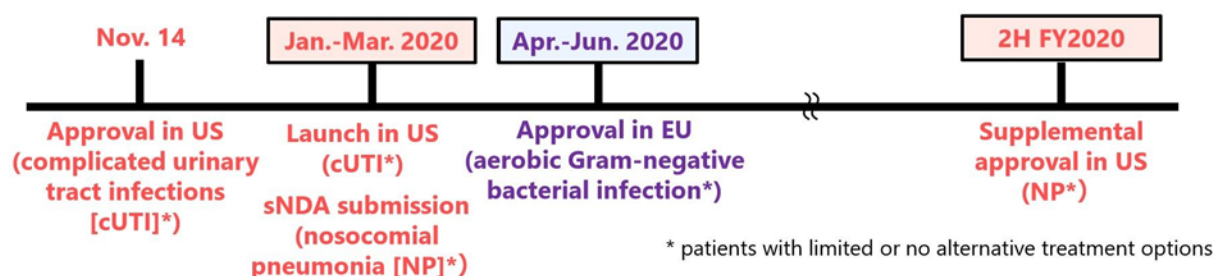 Nov. 14
Jan.-Mar. 2020
Apr.-Jun. 2020
2H FY2020
Approval in US
(complicated urinary
tract infections
[cUTI]*)
Launch in US
(cUTI*)
sNDA submission
(nosocomial
pneumonia [NP]*)
Approval in EU
(aerobic Gram-negative
bacterial infection*)
Supplemental
approval in US
(NP*)
* patients with limited or no alternative treatment options